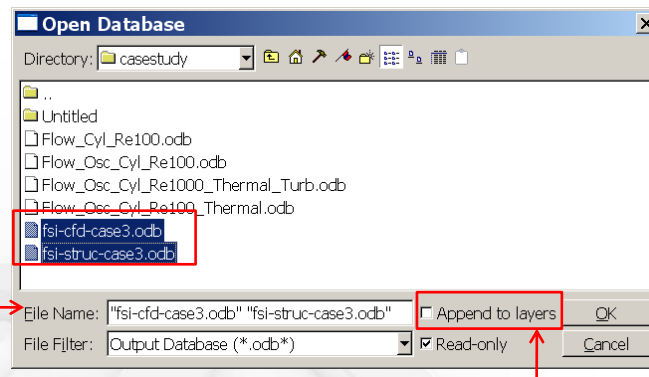 Open Database
Directory: casestudy
..
Untitled
Flow_Cyl_Re100.odb
Flow_Osc_Cyl_Re100.odb
Flow_Osc_Cyl_Re1000_Thermal_Turb.odb
Flow_Osc_Cyl_Re100_Thermal.odb
fsi-cfd-case3.odb
fsi-struc-case3.odb
File Name: "fsi-cfd-case3.odb" "fsi-struc-case3.odb" Append to layers OK
File Filter: Output Database (*.odb*) Read-only Cancel